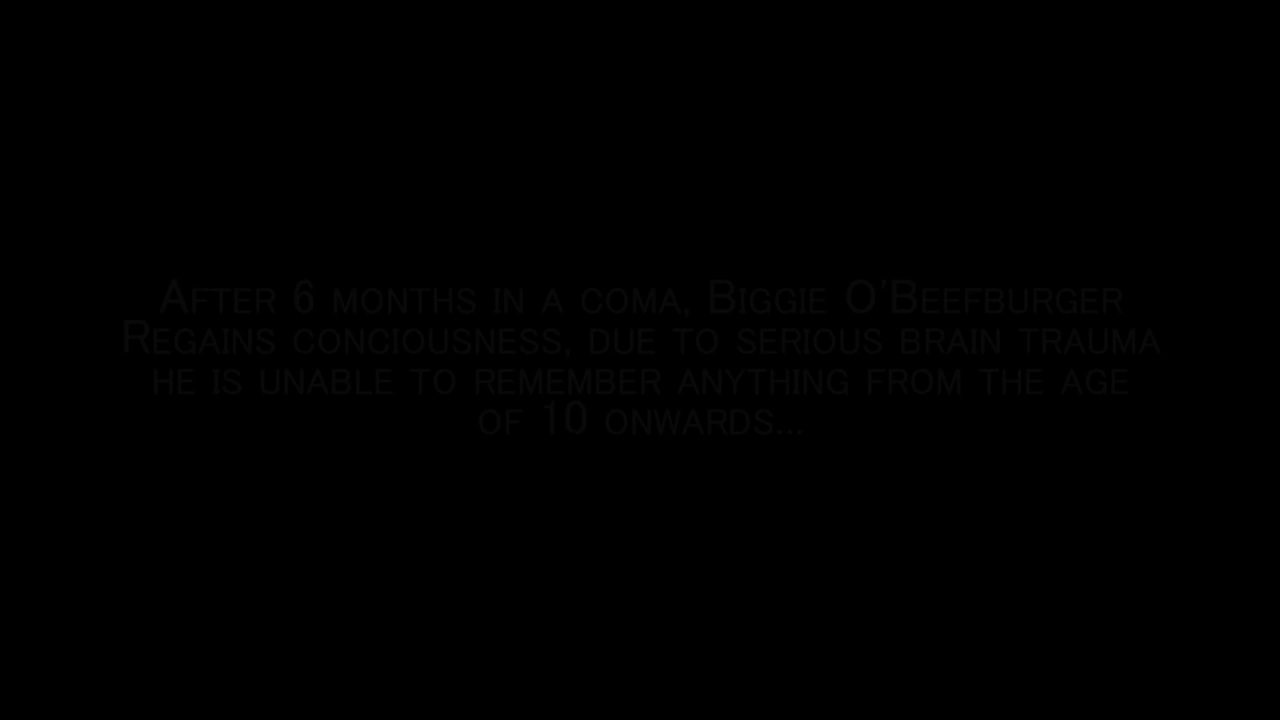 After 6 months in a coma, Biggie O'Beefburger
Regains conciousness, due to serious brain trauma
he is unable to remember anything from the age
of 10 onwards...